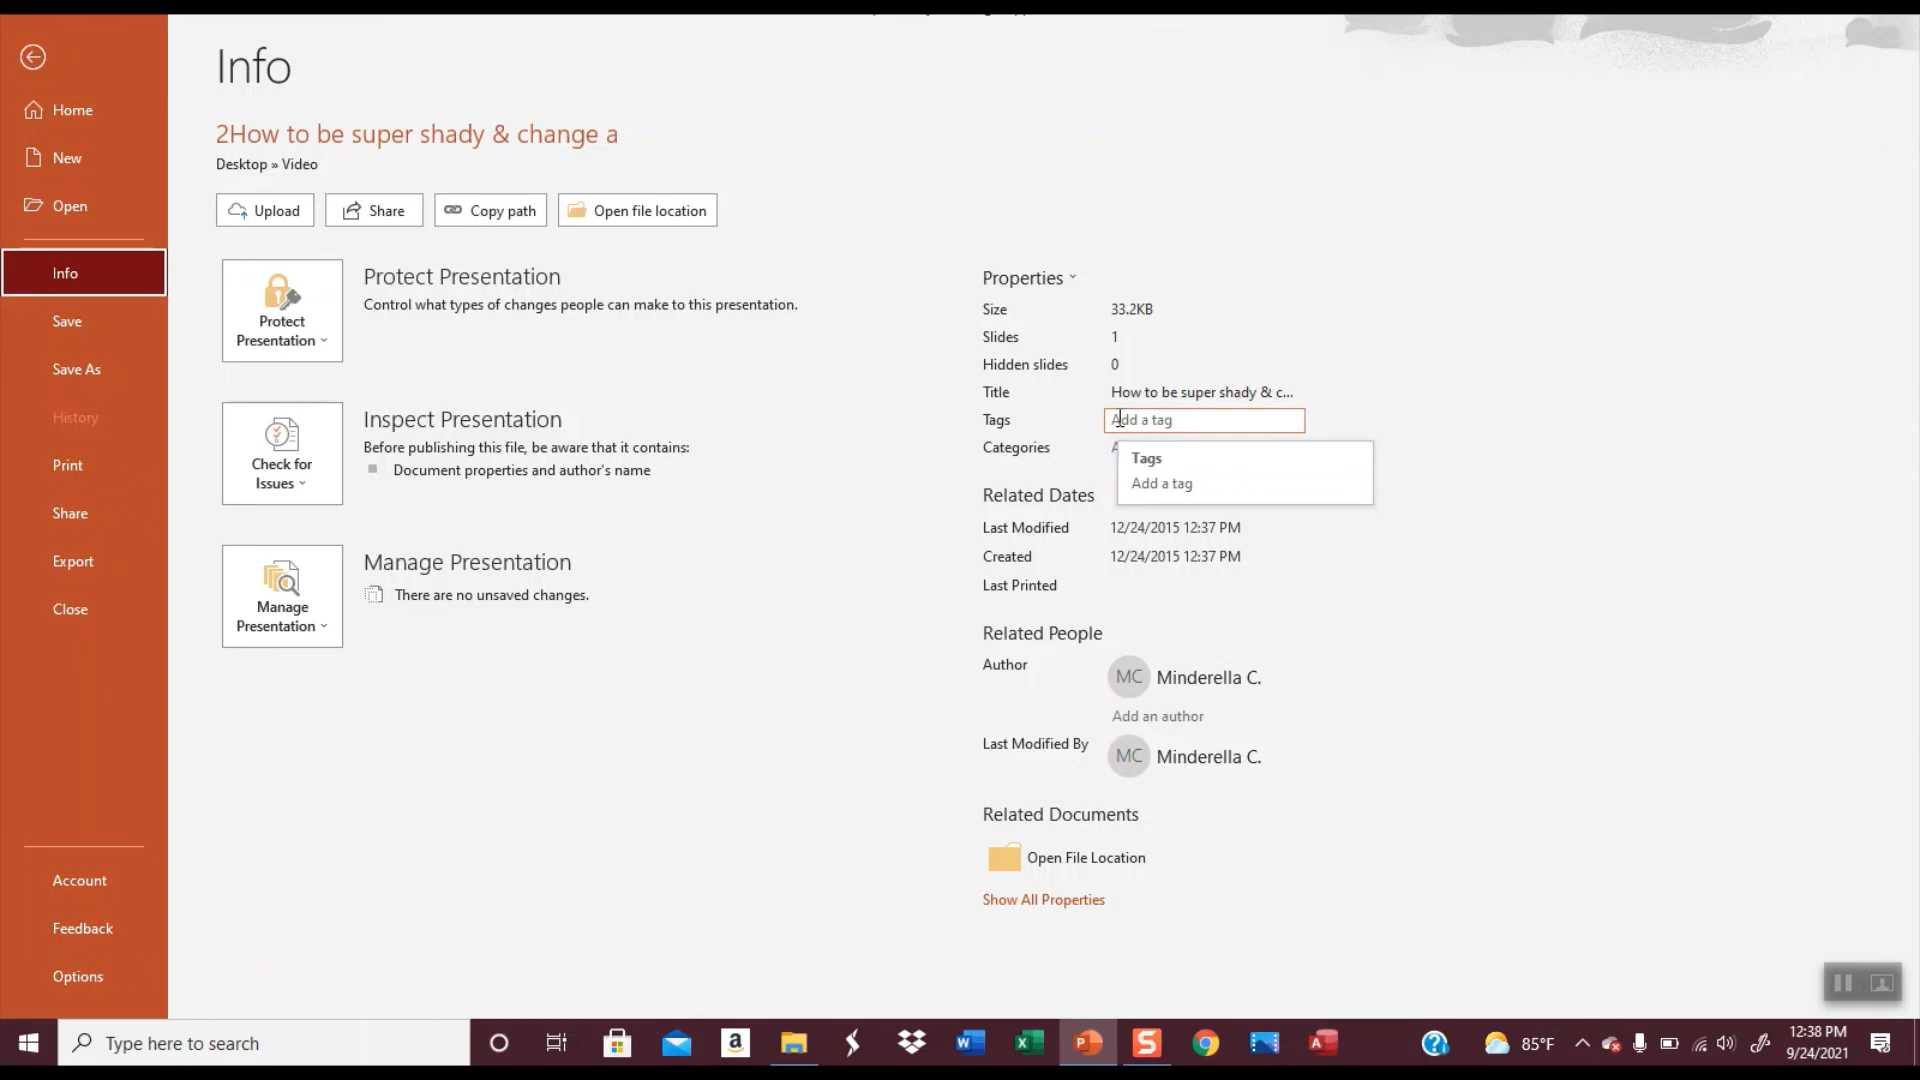 Info
Home
New
Open
Info
Save
Save As
History
Print
Share
Export
Close
Account
Feedback
Options
2How to be super shady & change a
Desktop » Video
Upload
Share
Copy path
Open file location
Protect
Presentation
Protect Presentation
Control what types of changes people can make to this presentation.
Check for
Issues
Inspect Presentation
Before publishing this file, be aware that it contains:
Document properties and author's name
Manage
Presentation
Manage Presentation
There are no unsaved changes.
Properties
Size 33.2KB
Slides 1
Hidden slides 0
Title How to be super shady & c...
Tags Add a tag
Categories A
Tags
Add a tag
Related Dates
Last Modified 12/24/2015 12:37 PM
Created 12/24/2015 12:37 PM
Last Printed
Related People
Author MC Minderella C.
Add an author
Last Modified By MC Minderella C.
Related Documents
Open File Location
Show All Properties
Type here to search
a
W
X
P
S
A
?
85°F
12:38 PM
9/24/2021